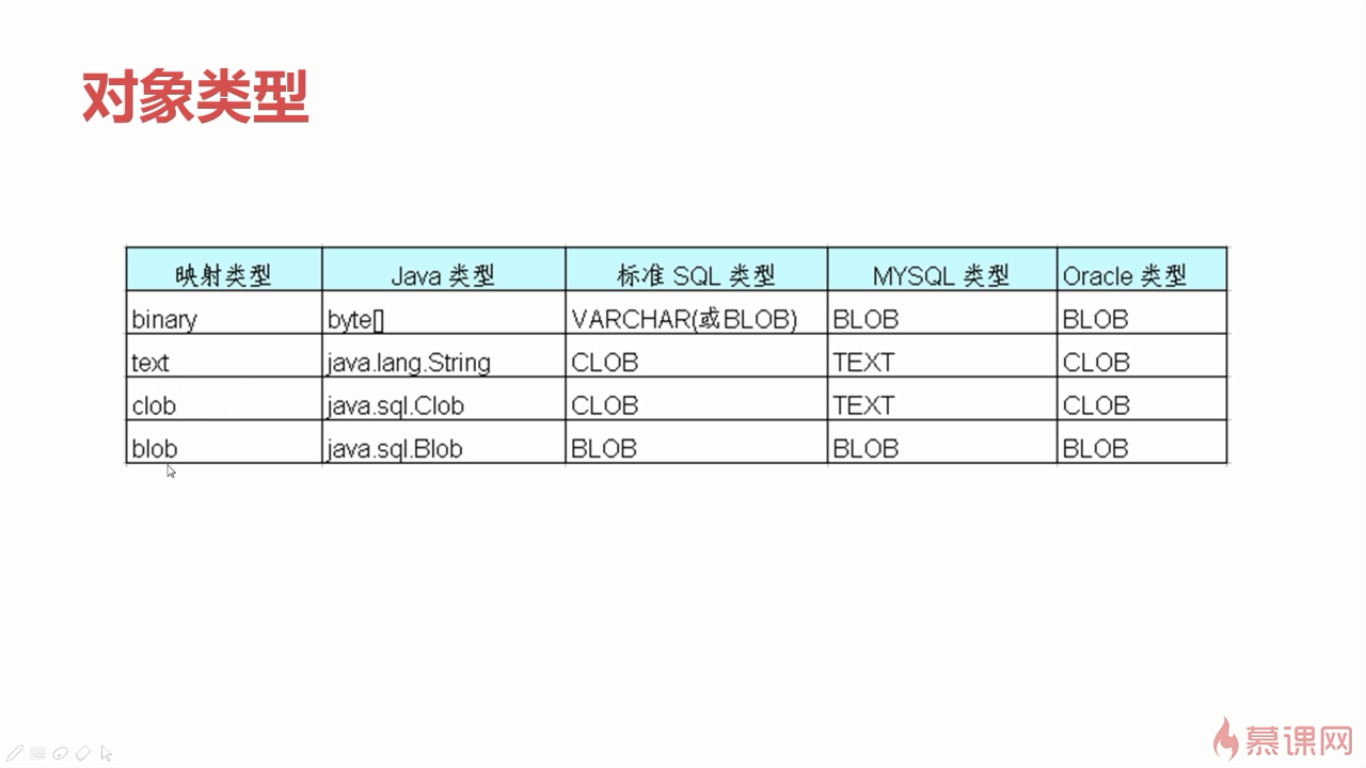 对象类型
映射类型 Java 类型 标准 SQL 类型 MYSQL 类型 Oracle 类型
binary byte[] VARCHAR(或BLOB) BLOB BLOB
text java.lang.String CLOB TEXT CLOB
clob java.sql.Clob CLOB TEXT CLOB
blob java.sql.Blob BLOB BLOB BLOB
慕课网